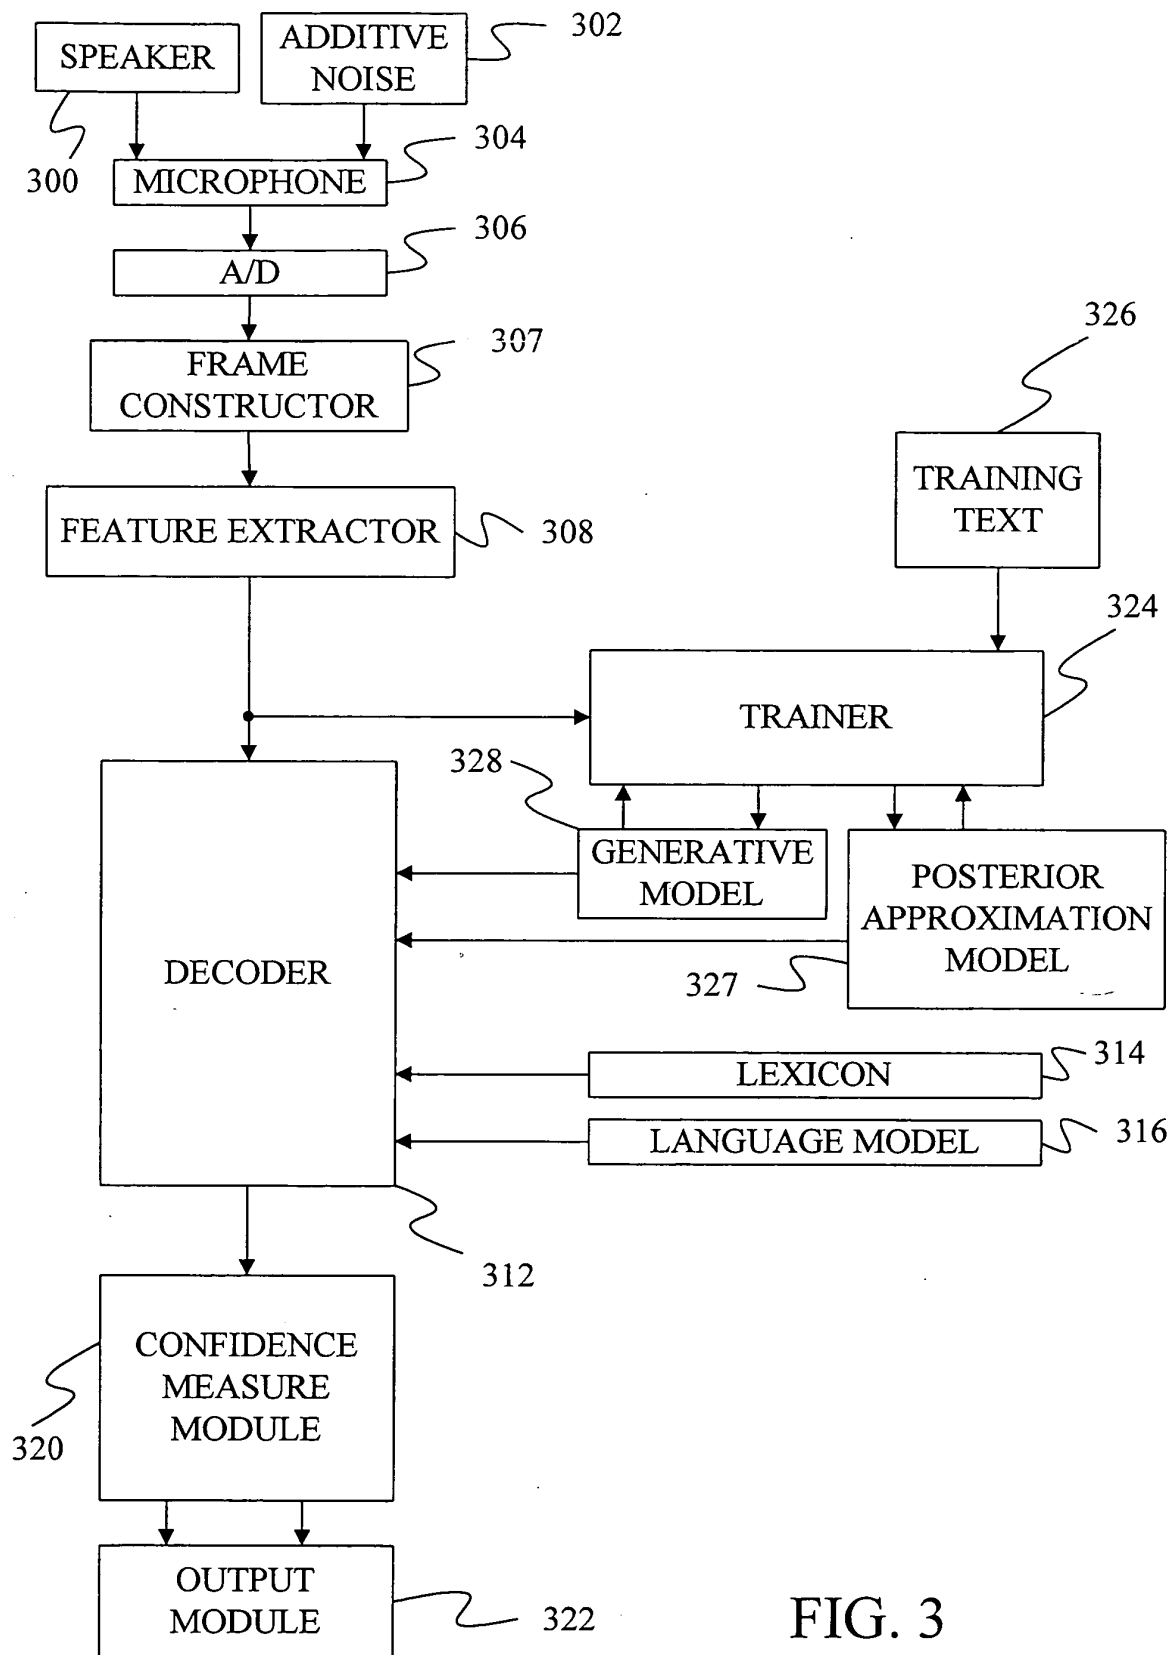 SPEAKER
ADDITIVE
NOISE
302
300
MICROPHONE
304
A/D
306
FRAME
CONSTRUCTOR
307
326
TRAINING
TEXT
FEATURE EXTRACTOR
308
324
TRAINER
328
GENERATIVE
MODEL
POSTERIOR
APPROXIMATION
MODEL
DECODER
327
LEXICON
314
LANGUAGE MODEL
316
312
CONFIDENCE
MEASURE
MODULE
320
OUTPUT
MODULE
322
FIG. 3